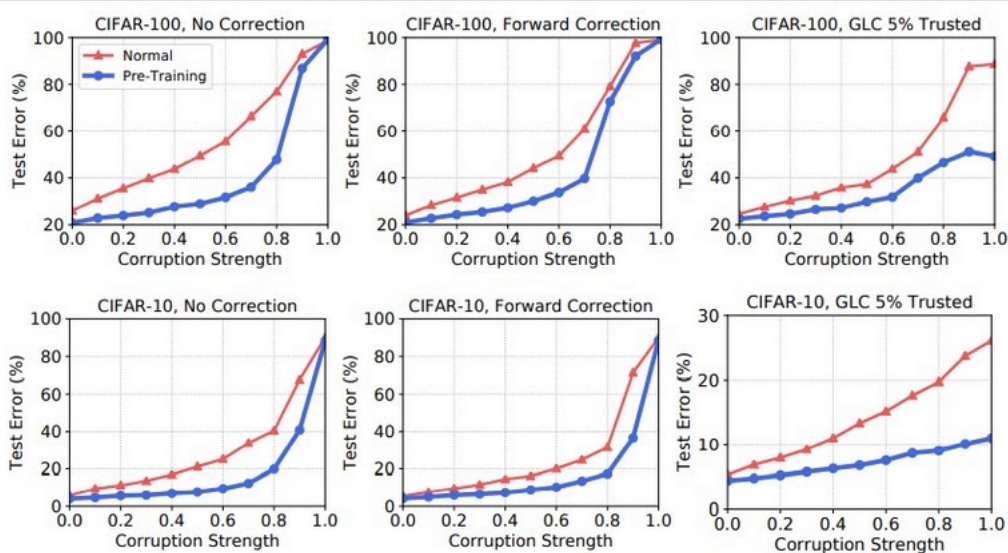 CIFAR-100, No Correction
CIFAR-100, Forward Correction
CIFAR-100, GLC 5% Trusted
Normal
Pre-Training
Test Error (%)
100
80
60
40
20
0.0 0.2 0.4 0.6 0.8 1.0
Corruption Strength
Test Error (%)
100
80
60
40
20
0.0 0.2 0.4 0.6 0.8 1.0
Corruption Strength
Test Error (%)
100
80
60
40
20
0.0 0.2 0.4 0.6 0.8 1.0
Corruption Strength
CIFAR-10, No Correction
CIFAR-10, Forward Correction
CIFAR-10, GLC 5% Trusted
Test Error (%)
100
80
60
40
20
0
0.0 0.2 0.4 0.6 0.8 1.0
Corruption Strength
Test Error (%)
100
80
60
40
20
0
0.0 0.2 0.4 0.6 0.8 1.0
Corruption Strength
Test Error (%)
30
20
10
0
0.0 0.2 0.4 0.6 0.8 1.0
Corruption Strength